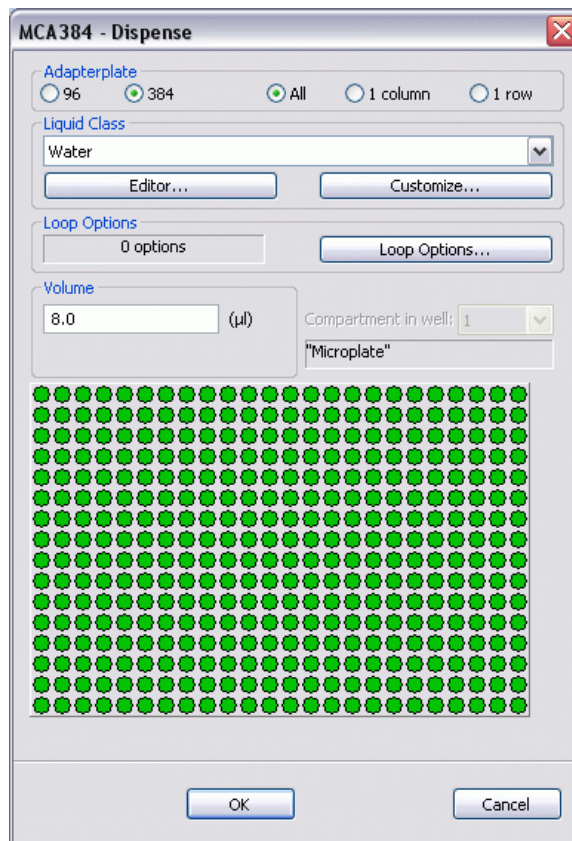 MCA384 - Dispense
Adapterplate
96 384 All 1 column 1 row
Liquid Class
Water
Editor... Customize...
Loop Options
0 options Loop Options...
Volume
8.0 (µl) Compartment in well: 1
"Microplate"
OK Cancel